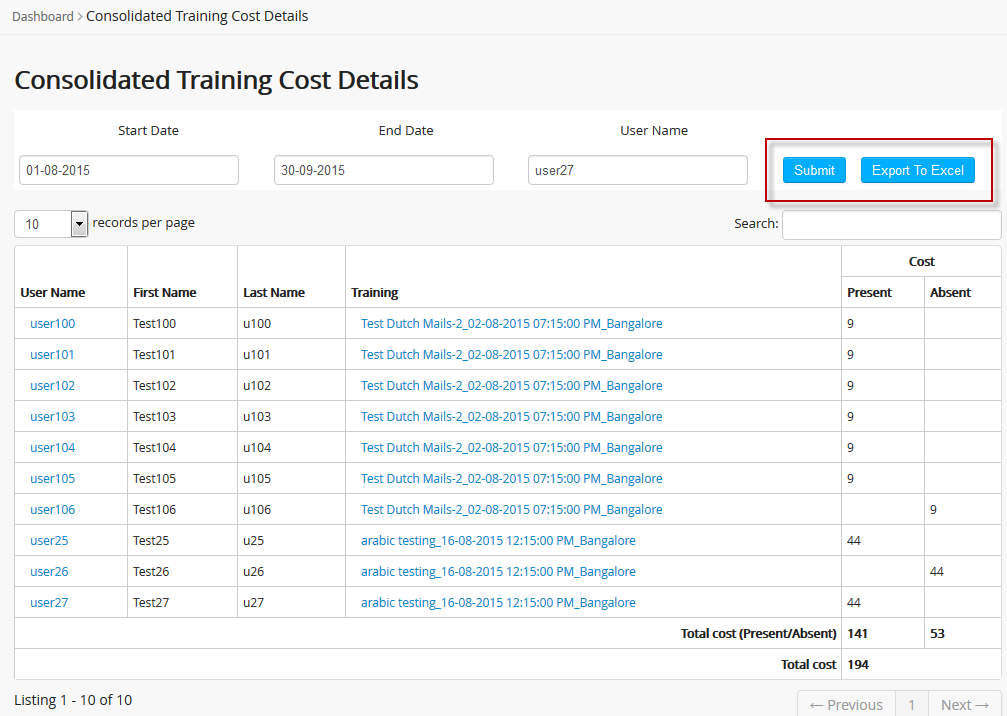 Dashboard > Consolidated Training Cost Details
Consolidated Training Cost Details
Start Date End Date User Name
01-08-2015 30-09-2015 user27 Submit Export To Excel
10 records per page Search:
Cost
User Name First Name Last Name Training Present Absent
user100 Test100 u100 Test Dutch Mails-2_02-08-2015 07:15:00 PM_Bangalore 9
user101 Test101 u101 Test Dutch Mails-2_02-08-2015 07:15:00 PM_Bangalore 9
user102 Test102 u102 Test Dutch Mails-2_02-08-2015 07:15:00 PM_Bangalore 9
user103 Test103 u103 Test Dutch Mails-2_02-08-2015 07:15:00 PM_Bangalore 9
user104 Test104 u104 Test Dutch Mails-2_02-08-2015 07:15:00 PM_Bangalore 9
user105 Test105 u105 Test Dutch Mails-2_02-08-2015 07:15:00 PM_Bangalore 9
user106 Test106 u106 Test Dutch Mails-2_02-08-2015 07:15:00 PM_Bangalore 9
user25 Test25 u25 arabic testing_16-08-2015 12:15:00 PM_Bangalore 44
user26 Test26 u26 arabic testing_16-08-2015 12:15:00 PM_Bangalore 44
user27 Test27 u27 arabic testing_16-08-2015 12:15:00 PM_Bangalore 44
Total cost (Present/Absent) 141 53
Total cost 194
Listing 1 - 10 of 10
← Previous 1 Next →